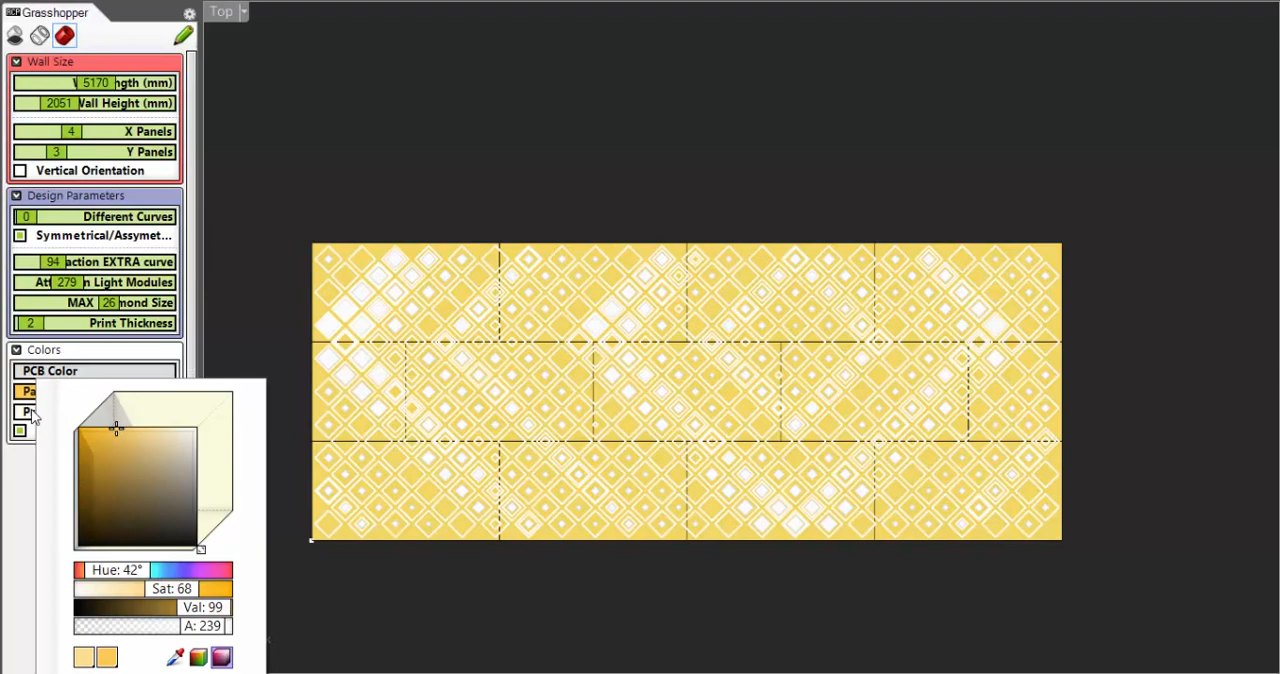 Grasshopper
Top
Wall Size
5170 ngth (mm)
2051 Wall Height (mm)
4 X Panels
3 Y Panels
Vertical Orientation
Design Parameters
0 Different Curves
Symmetrical/Assymet...
94 action EXTRA curve
Att 279 n Light Modules
MAX 26 mond Size
2 Print Thickness
Colors
PCB Color
Pa
P
Hue: 42°
Sat: 68
Val: 99
A: 239